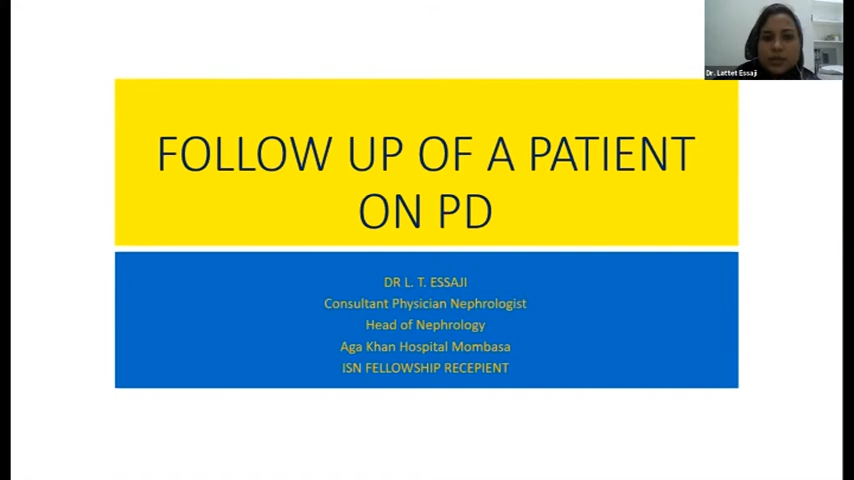 Dr. Lattet Essaji
FOLLOW UP OF A PATIENT
ON PD
DR L. T. ESSAJI
Consultant Physician Nephrologist
Head of Nephrology
Aga Khan Hospital Mombasa
ISN FELLOWSHIP RECEPIENT